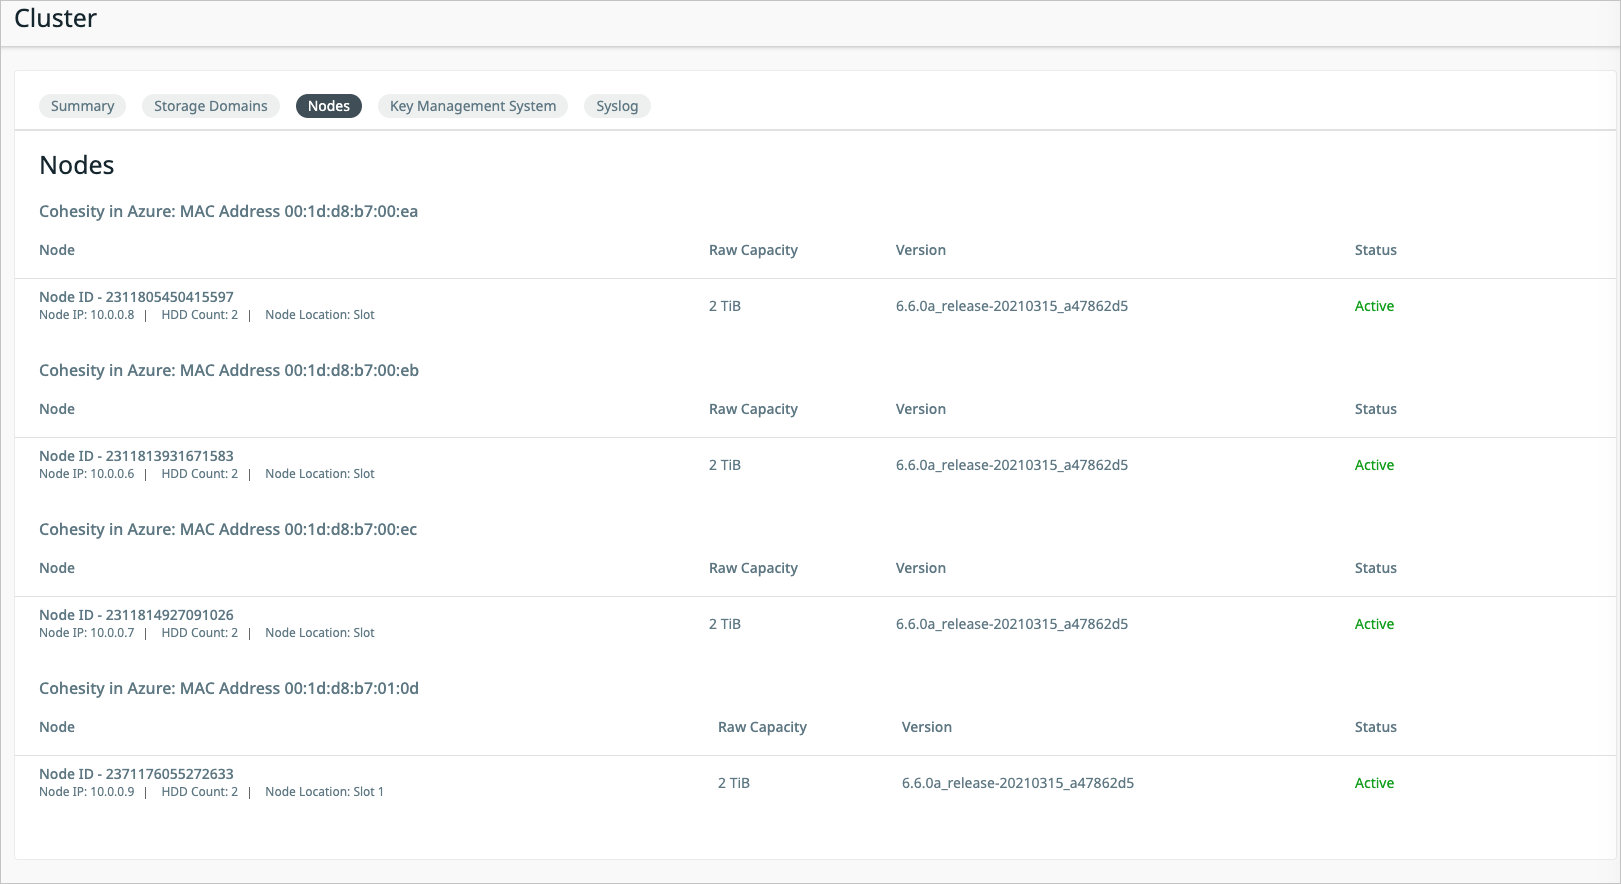 Cluster
Summary Storage Domains Nodes Key Management System Syslog
Nodes
Cohesity in Azure: MAC Address 00:1d:d8:b7:00:ea
Node Raw Capacity Version Status
Node ID - 2311805450415597
2 TiB 6.6.0a_release-20210315_a47862d5 Active
Node IP: 10.0.0.8 | HDD Count: 2 | Node Location: Slot
Cohesity in Azure: MAC Address 00:1d:d8:b7:00:eb
Node Raw Capacity Version Status
Node ID - 2311813931671583
2 TiB 6.6.0a_release-20210315_a47862d5 Active
Node IP: 10.0.0.6 | HDD Count: 2 | Node Location: Slot
Cohesity in Azure: MAC Address 00:1d:d8:b7:00:ec
Node Raw Capacity Version Status
Node ID - 2311814927091026
2 TiB 6.6.0a_release-20210315_a47862d5 Active
Node IP: 10.0.0.7 | HDD Count: 2 | Node Location: Slot
Cohesity in Azure: MAC Address 00:1d:d8:b7:01:0d
Node Raw Capacity Version Status
Node ID - 2371176055272633
2 TiB 6.6.0a_release-20210315_a47862d5 Active
Node IP: 10.0.0.9 | HDD Count: 2 | Node Location: Slot 1